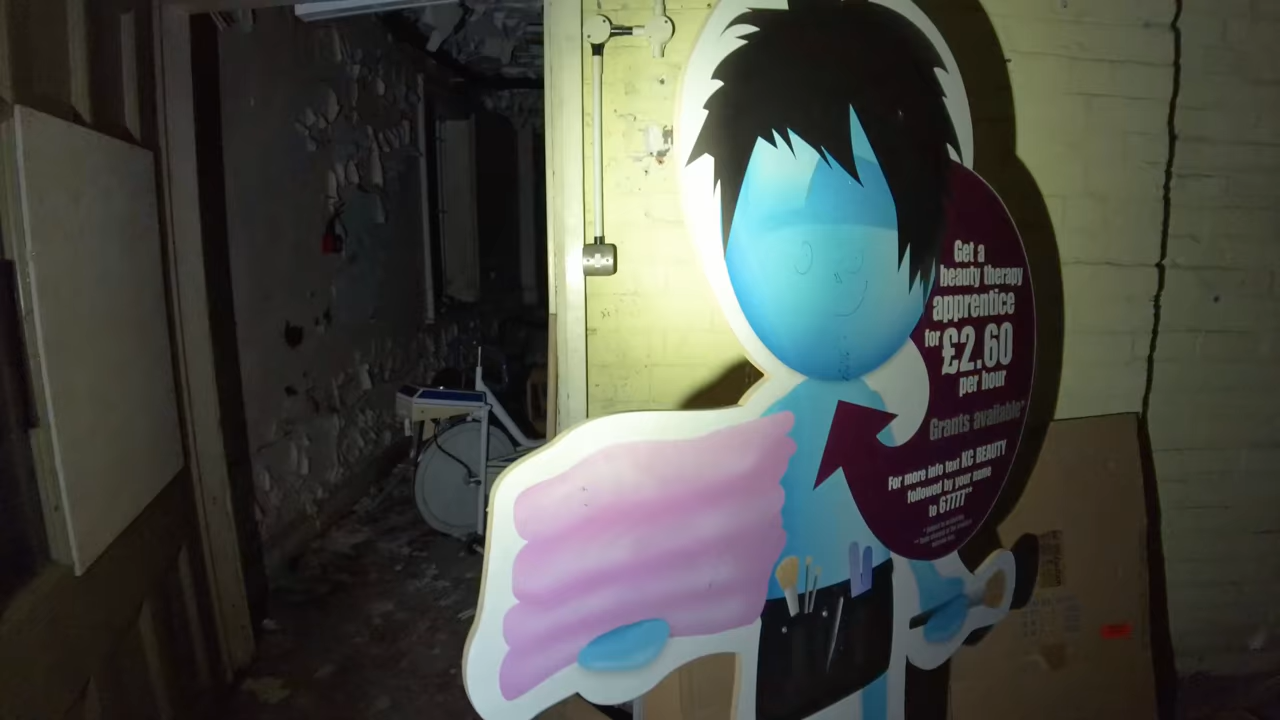 Get a
beauty therapy
apprentice
for £2.60
per hour
Grants available*
For more info text KC BEAUTY
followed by your name
to 67777**